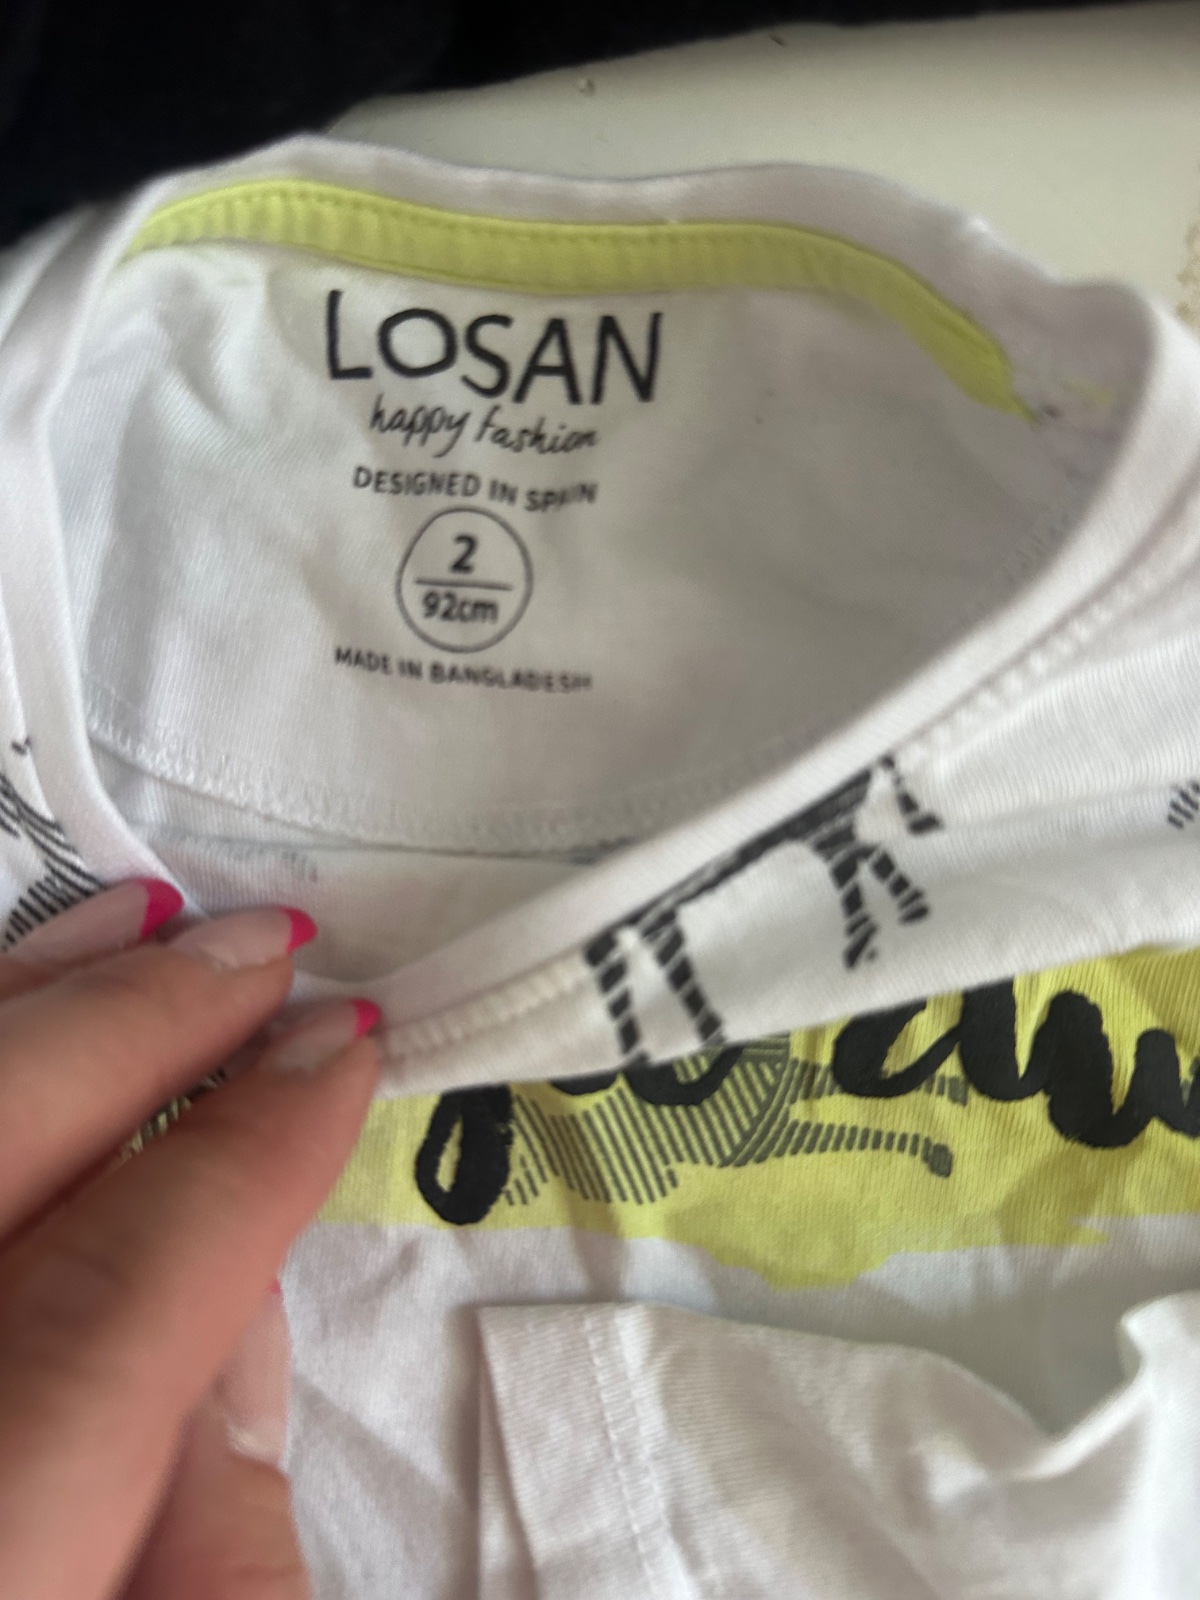 LOSAN
happy fashion
DESIGNED IN SPAIN
2
92cm
MADE IN BANGLADESH